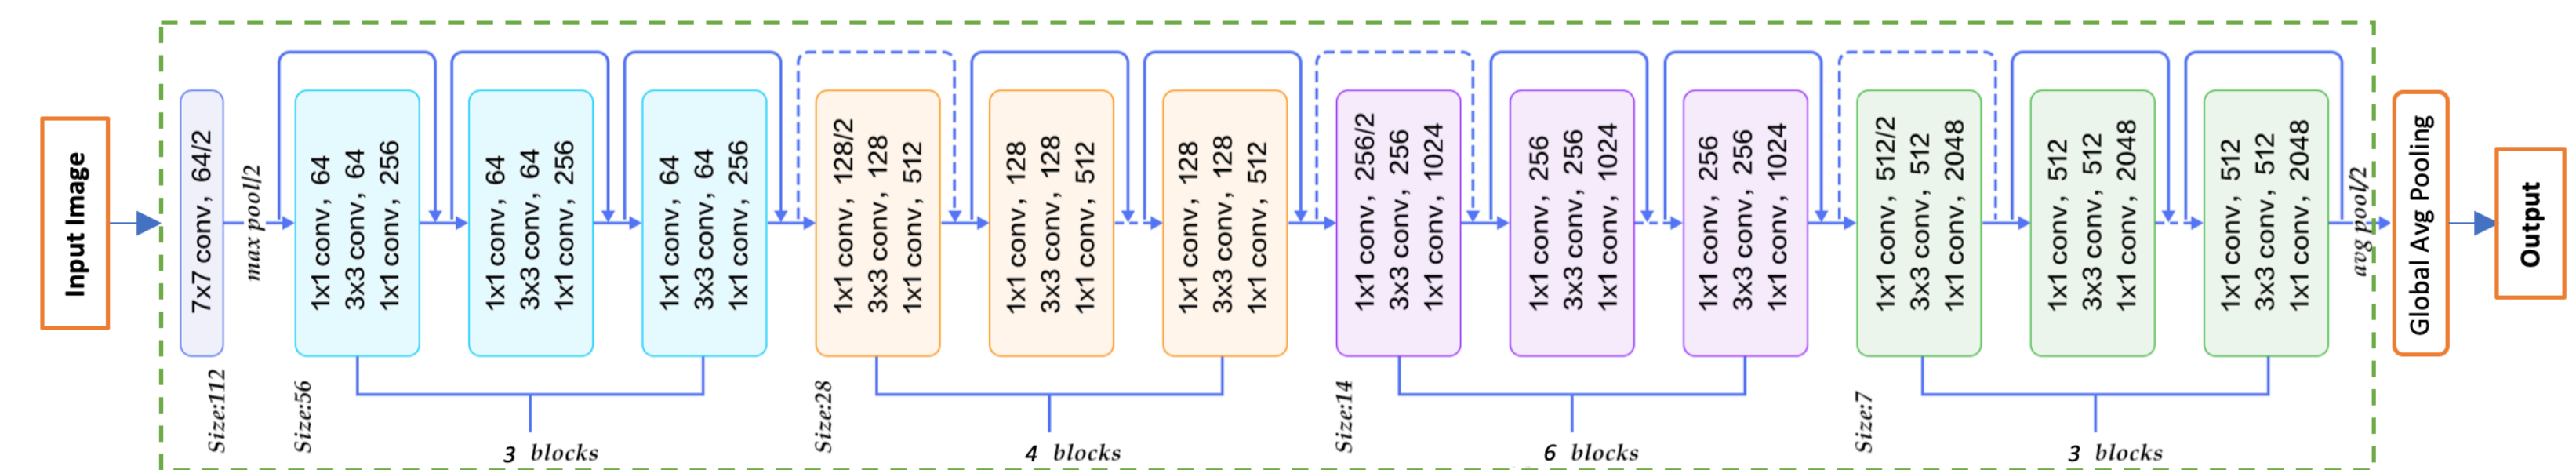 Input Image
7x7 conv, 64/2
Size:112
max pool/2
Size:56
1x1 conv, 64
3x3 conv, 64
1x1 conv, 256
1x1 conv, 64
3x3 conv, 64
1x1 conv, 256
1x1 conv, 64
3x3 conv, 64
1x1 conv, 256
3 blocks
Size:28
1x1 conv, 128/2
3x3 conv, 128
1x1 conv, 512
1x1 conv, 128
3x3 conv, 128
1x1 conv, 512
1x1 conv, 128
3x3 conv, 128
1x1 conv, 512
4 blocks
Size:14
1x1 conv, 256/2
3x3 conv, 256
1x1 conv, 1024
1x1 conv, 256
3x3 conv, 256
1x1 conv, 1024
1x1 conv, 256
3x3 conv, 256
1x1 conv, 1024
6 blocks
Size:7
1x1 conv, 512/2
3x3 conv, 512
1x1 conv, 2048
1x1 conv, 512
3x3 conv, 512
1x1 conv, 2048
1x1 conv, 512
3x3 conv, 512
1x1 conv, 2048
3 blocks
avg pool/2
Global Avg Pooling
Output